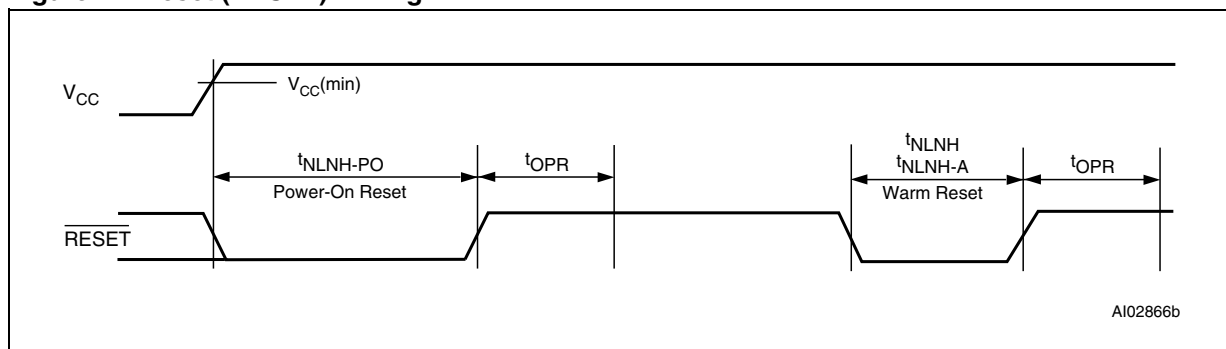 VCC
VCC(min)
tNLNH-PO
Power-On Reset
tOPR
tNLNH
tNLNH-A
Warm Reset
tOPR
RESET
AI02866b